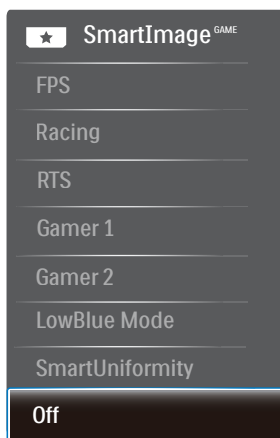 SmartImage GAME
FPS
Racing
RTS
Gamer 1
Gamer 2
LowBlue Mode
SmartUniformity
Off